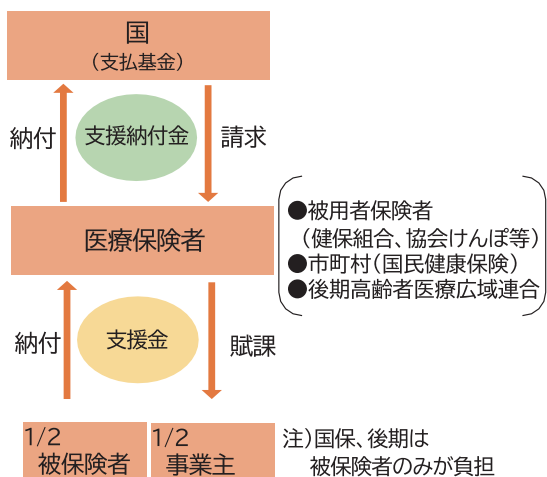 国
（支払基金）
納付
支援納付金
請求
医療保険者
●被用者保険者
（健保組合、協会けんぽ等）
●市町村（国民健康保険）
●後期高齢者医療広域連合
納付
支援金
賦課
1/2
被保険者
1/2
事業主
注）国保、後期は
被保険者のみが負担